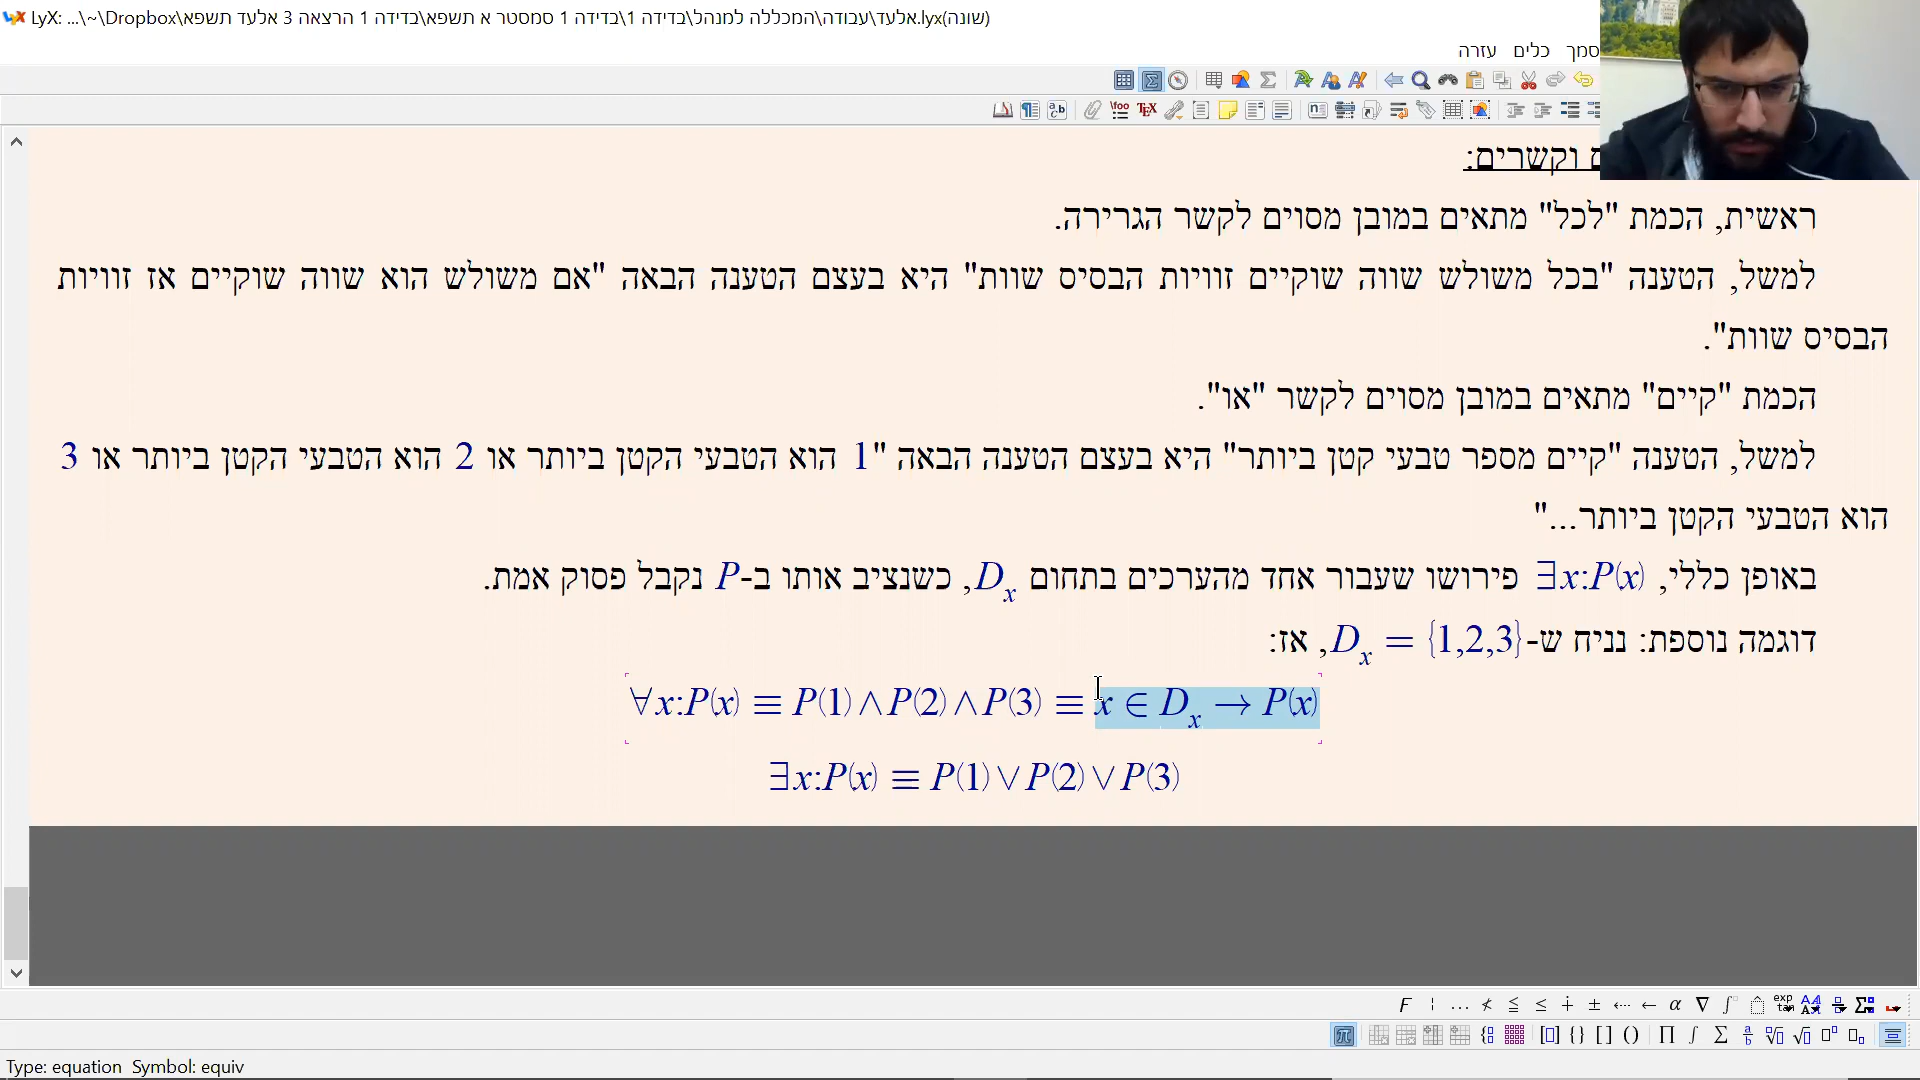 LyX: ...\~\Dropbox\אלעד\עבודה\המכללה למנהל\בדידה 1\בדידה 1 סמסטר א תשפא\בדידה 1 הרצאה 3 אלעד תשפא.lyx(שונה)
סמך כלים עזרה
וקשרים:
ראשית, הכמת "לכל" מתאים במובן מסוים לקשר הגרירה.
למשל, הטענה "בכל משולש שווה שוקיים זוויות הבסיס שוות" היא בעצם הטענה הבאה "אם משולש הוא שווה שוקיים אז זוויות
הבסיס שוות".
הכמת "קיים" מתאים במובן מסוים לקשר "או".
למשל, הטענה "קיים מספר טבעי קטן ביותר" היא בעצם הטענה הבאה "1 הוא הטבעי הקטן ביותר או 2 הוא הטבעי הקטן ביותר או 3
הוא הטבעי הקטן ביותר..."
באופן כללי, ∃x:P(x) פירושו שעבור אחד מהערכים בתחום D_x, כשנציב אותו ב-P נקבל פסוק אמת.
דוגמה נוספת: נניח ש-D_x = {1,2,3}, אז:
∀x:P(x) ≡ P(1)∧P(2)∧P(3) ≡ x ∈ D_x → P(x)
∃x:P(x) ≡ P(1)∨P(2)∨P(3)
Type: equation Symbol: equiv